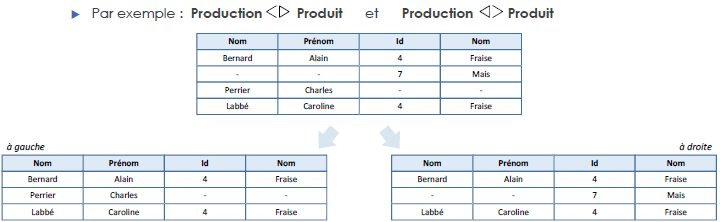 Par exemple : Production Produit et Production Produit
Nom Prénom Id Nom
Bernard Alain 4 Fraise
- - 7 Mais
Perrier Charles - -
Labbé Caroline 4 Fraise
à gauche
Nom Prénom Id Nom
Bernard Alain 4 Fraise
Perrier Charles - -
Labbé Caroline 4 Fraise
à droite
Nom Prénom Id Nom
Bernard Alain 4 Fraise
- - 7 Mais
Labbé Caroline 4 Fraise